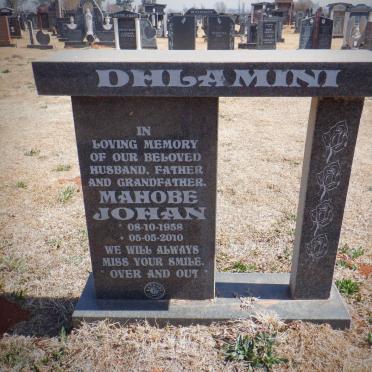 DHLAMINI
IN
LOVING MEMORY
OF OUR BELOVED
HUSBAND, FATHER
AND GRANDFATHER.
MAHOBE
JOHAN
* 08-10-1958
+ 05-05-2010
WE WILL ALWAYS
MISS YOUR SMILE.
" OVER AND OUT "